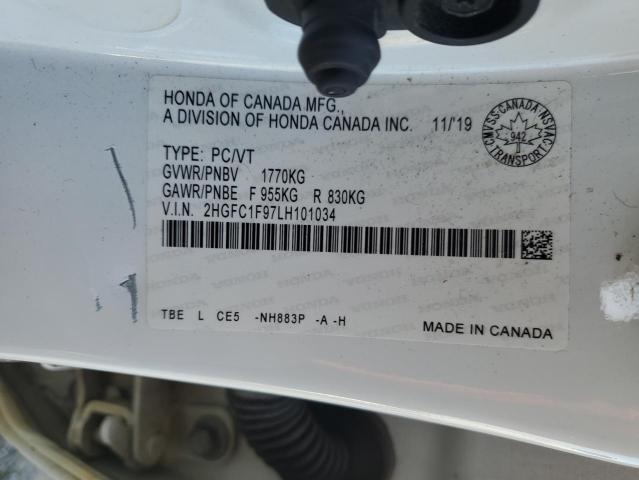 HONDA OF CANADA MFG.,
A DIVISION OF HONDA CANADA INC. 11/'19
CMVSS·CANADA·NSVAC
942
TRANSPORT
TYPE: PC/VT
GVWR/PNBV 1770KG
GAWR/PNBE F 955KG R 830KG
V.I.N. 2HGFC1F97LH101034
TBE L CE5 -NH883P -A -H
MADE IN CANADA